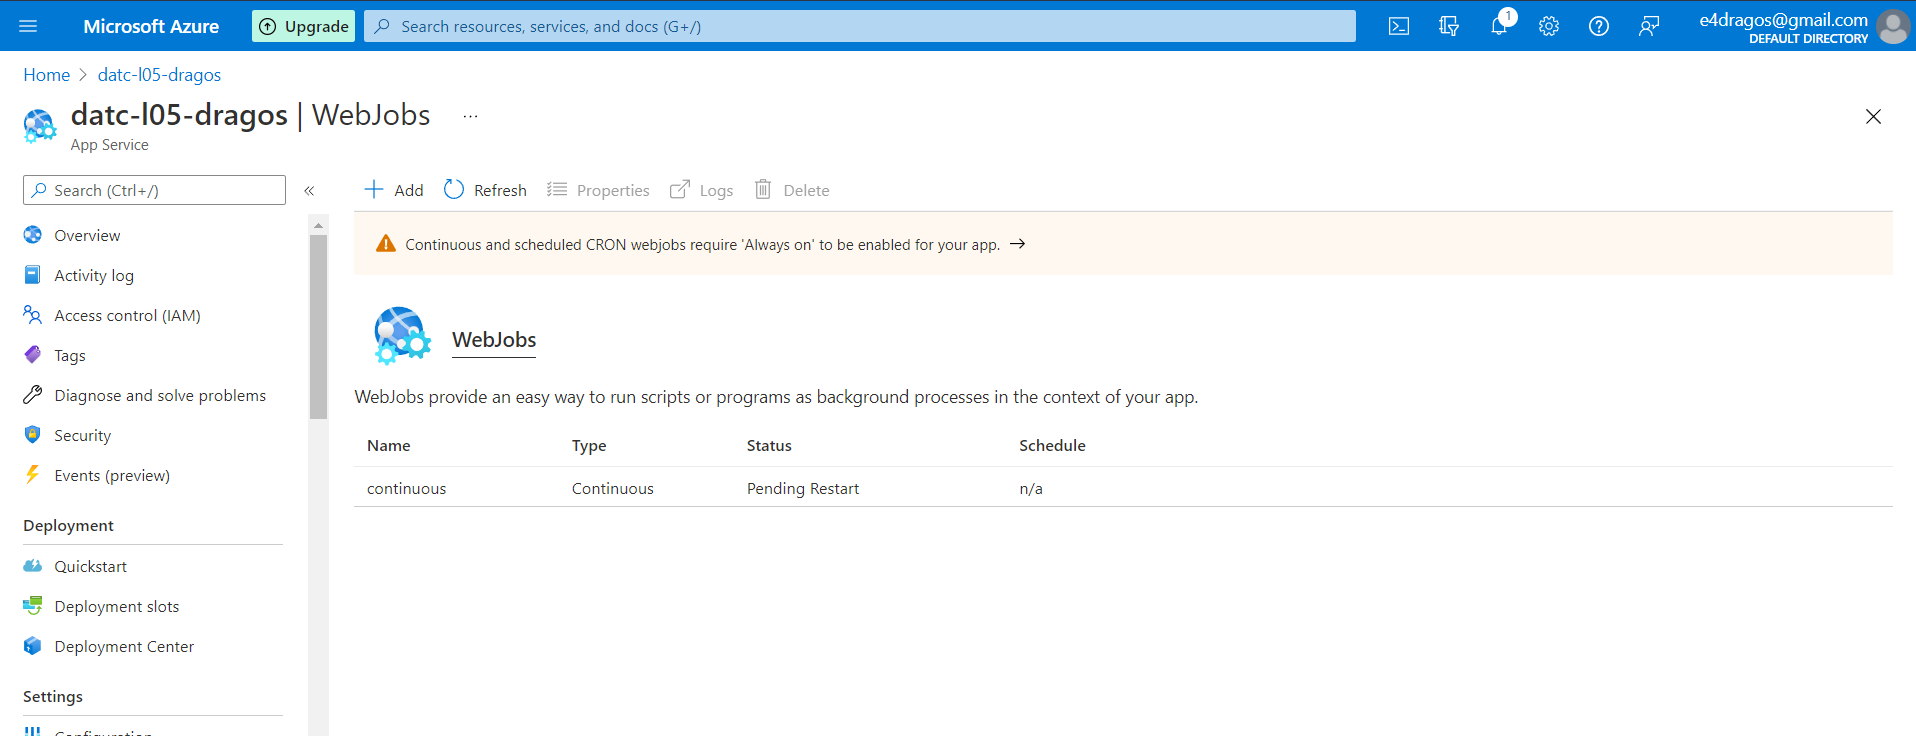 Microsoft Azure
Upgrade
Search resources, services, and docs (G+/)
1
e4dragos@gmail.com
DEFAULT DIRECTORY
Home > datc-l05-dragos
datc-l05-dragos | WebJobs ...
App Service
Search (Ctrl+/)
«
Overview
Activity log
Access control (IAM)
Tags
Diagnose and solve problems
Security
Events (preview)
Deployment
Quickstart
Deployment slots
Deployment Center
Settings
Configuration
Add Refresh Properties Logs Delete
Continuous and scheduled CRON webjobs require 'Always on' to be enabled for your app. →
WebJobs
WebJobs provide an easy way to run scripts or programs as background processes in the context of your app.
Name Type Status Schedule
continuous Continuous Pending Restart n/a